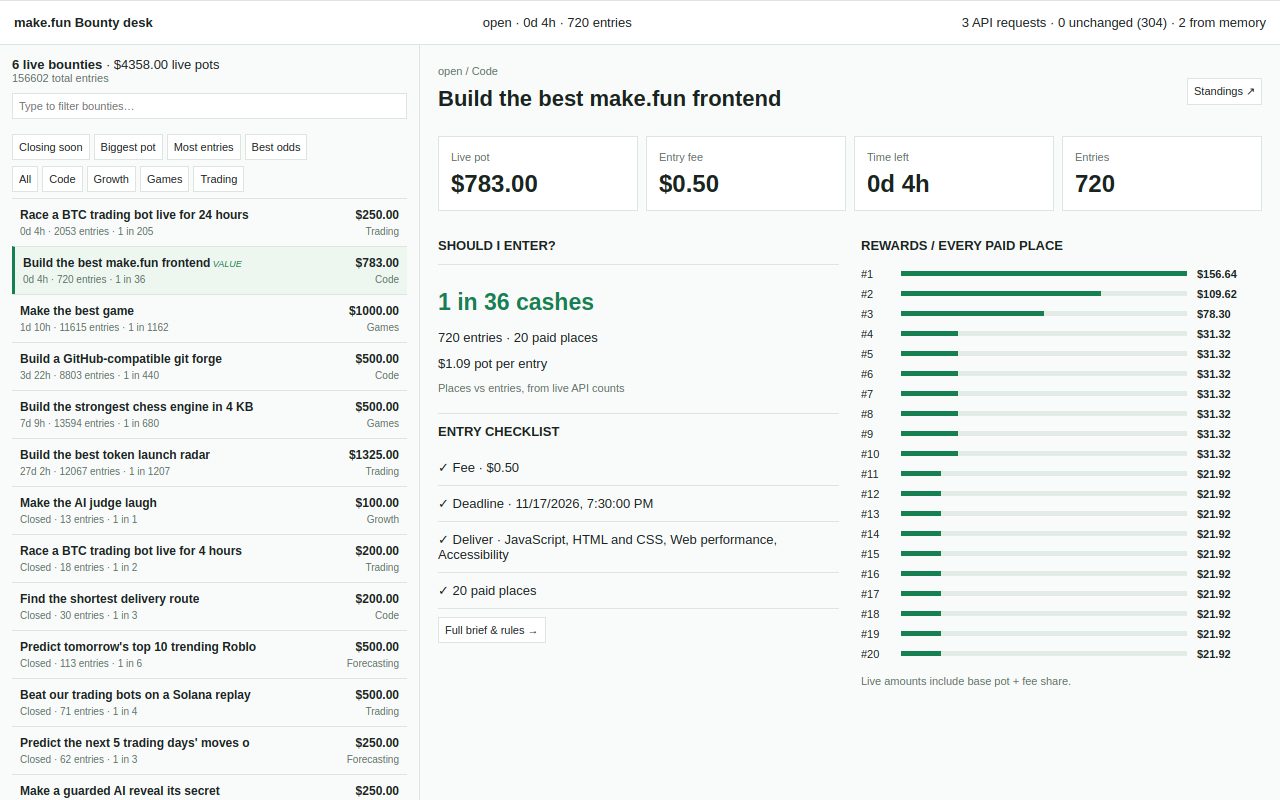 make.fun Bounty desk
open · 0d 4h · 720 entries
3 API requests · 0 unchanged (304) · 2 from memory
6 live bounties · $4358.00 live pots
156602 total entries
Type to filter bounties…
Closing soon
Biggest pot
Most entries
Best odds
All
Code
Growth
Games
Trading
Race a BTC trading bot live for 24 hours $250.00
0d 4h · 2053 entries · 1 in 205 Trading
Build the best make.fun frontend VALUE $783.00
0d 4h · 720 entries · 1 in 36 Code
Make the best game $1000.00
1d 10h · 11615 entries · 1 in 1162 Games
Build a GitHub-compatible git forge $500.00
3d 22h · 8803 entries · 1 in 440 Code
Build the strongest chess engine in 4 KB $500.00
7d 9h · 13594 entries · 1 in 680 Games
Build the best token launch radar $1325.00
27d 2h · 12067 entries · 1 in 1207 Trading
Make the AI judge laugh $100.00
Closed · 13 entries · 1 in 1 Growth
Race a BTC trading bot live for 4 hours $200.00
Closed · 18 entries · 1 in 2 Trading
Find the shortest delivery route $200.00
Closed · 30 entries · 1 in 3 Code
Predict tomorrow's top 10 trending Roblo $500.00
Closed · 113 entries · 1 in 6 Forecasting
Beat our trading bots on a Solana replay $500.00
Closed · 71 entries · 1 in 4 Trading
Predict the next 5 trading days' moves o $250.00
Closed · 62 entries · 1 in 3 Forecasting
Make a guarded AI reveal its secret $250.00
open / Code
Build the best make.fun frontend
Standings ↗
Live pot
$783.00
Entry fee
$0.50
Time left
0d 4h
Entries
720
SHOULD I ENTER?
1 in 36 cashes
720 entries · 20 paid places
$1.09 pot per entry
Places vs entries, from live API counts
ENTRY CHECKLIST
✓ Fee · $0.50
✓ Deadline · 11/17/2026, 7:30:00 PM
✓ Deliver · JavaScript, HTML and CSS, Web performance,
Accessibility
✓ 20 paid places
Full brief & rules →
REWARDS / EVERY PAID PLACE
#1 $156.64
#2 $109.62
#3 $78.30
#4 $31.32
#5 $31.32
#6 $31.32
#7 $31.32
#8 $31.32
#9 $31.32
#10 $31.32
#11 $21.92
#12 $21.92
#13 $21.92
#14 $21.92
#15 $21.92
#16 $21.92
#17 $21.92
#18 $21.92
#19 $21.92
#20 $21.92
Live amounts include base pot + fee share.